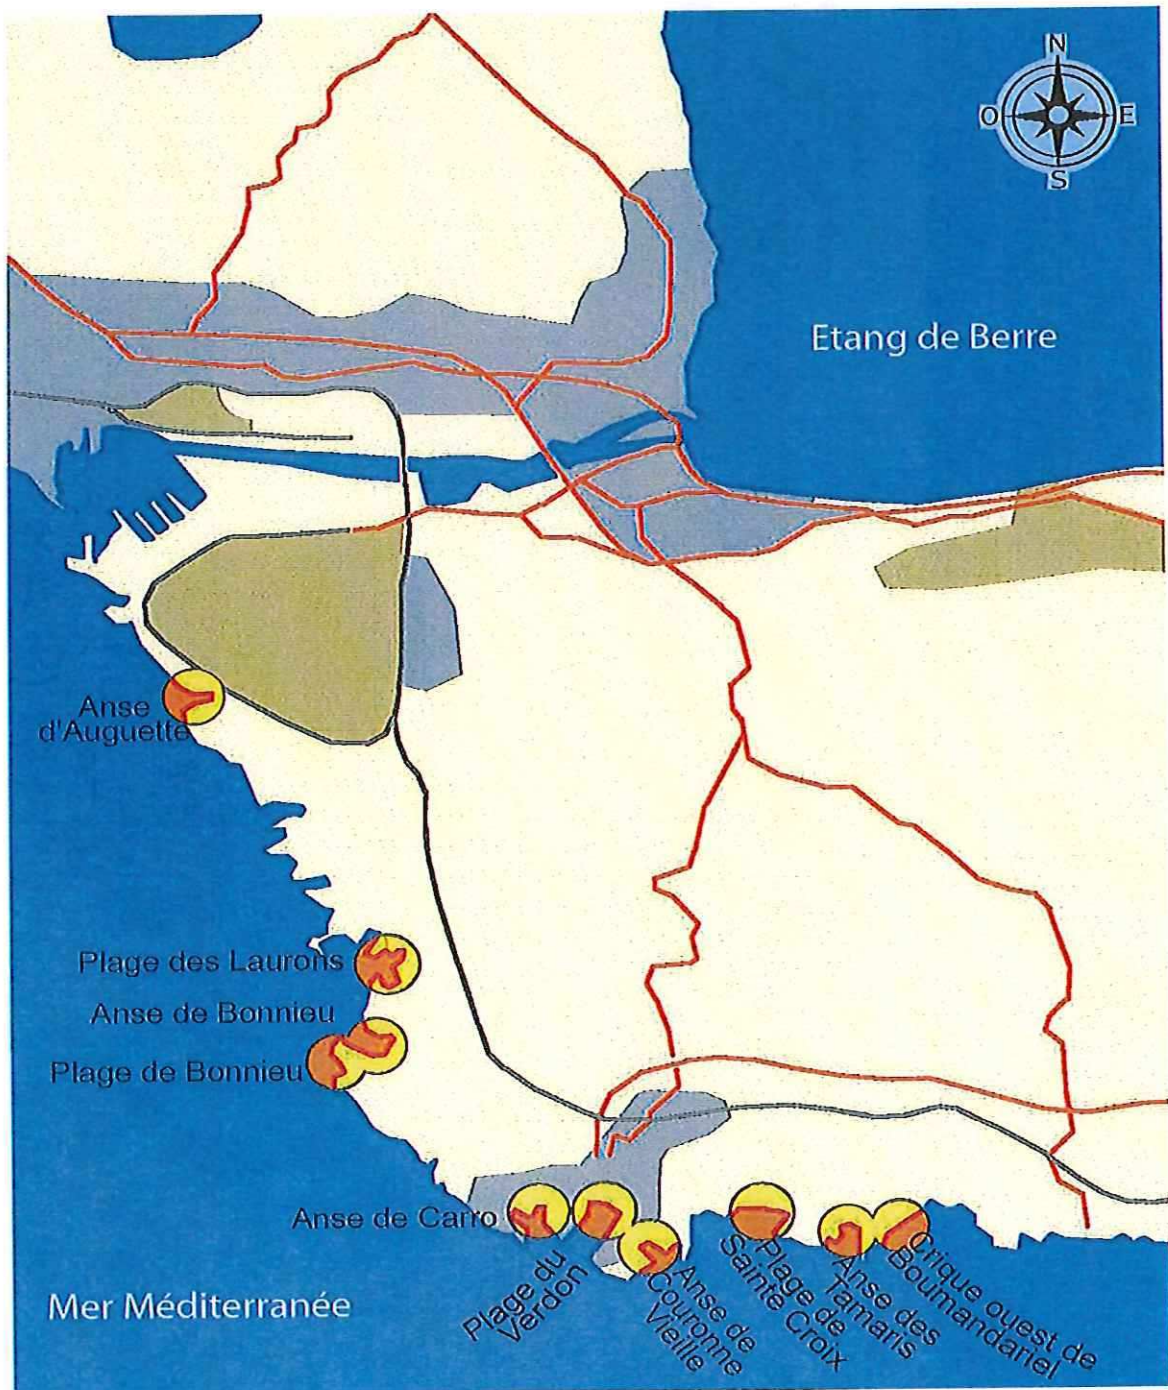 N
O
E
S
Etang de Berre
Anse
d'Auguette
Plage des Laurons
Anse de Bonnieu
Plage de Bonnieu
Anse de Carro
Plage du
Verdon
Anse de
Couronne
Vieille
Plage de
Sainte Croix
Anse des
Tamaris
Crique ouest de
Boumandariel
Mer Méditerranée